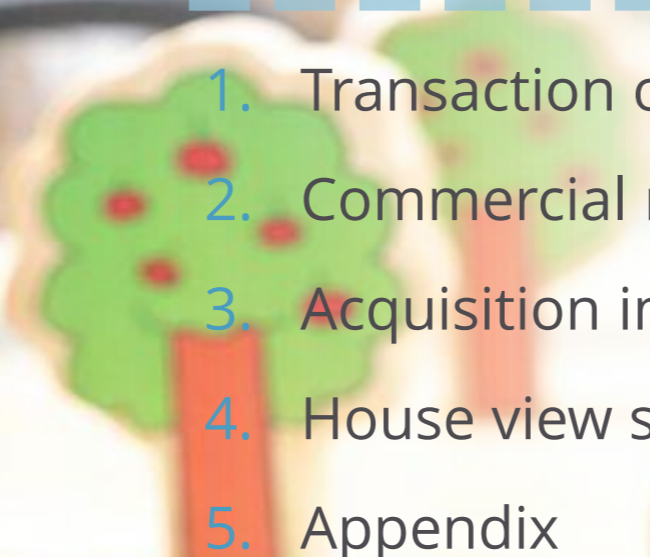 1. Transaction
2. Commercial
3. Acquisition
4. House view
5. Appendix